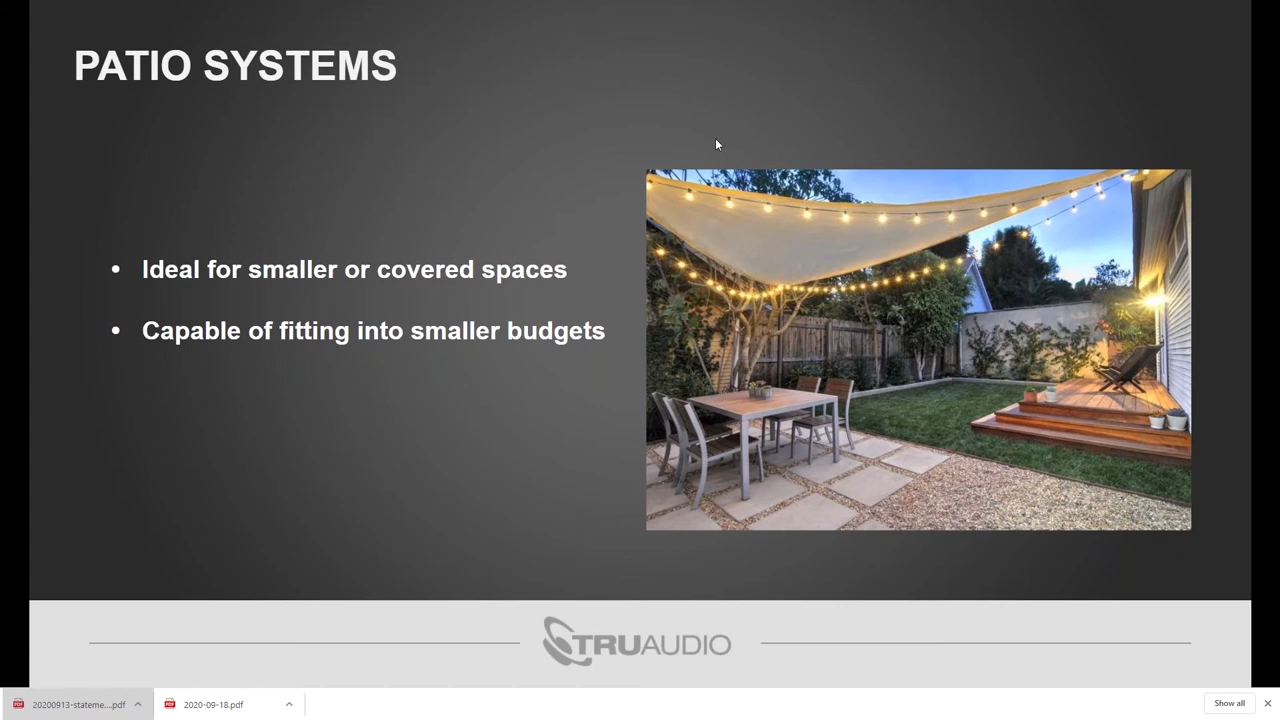 PATIO SYSTEMS
• Ideal for smaller or covered spaces
• Capable of fitting into smaller budgets
TRUAUDIO
20200913-stateme....pdf
2020-09-18.pdf
Show all